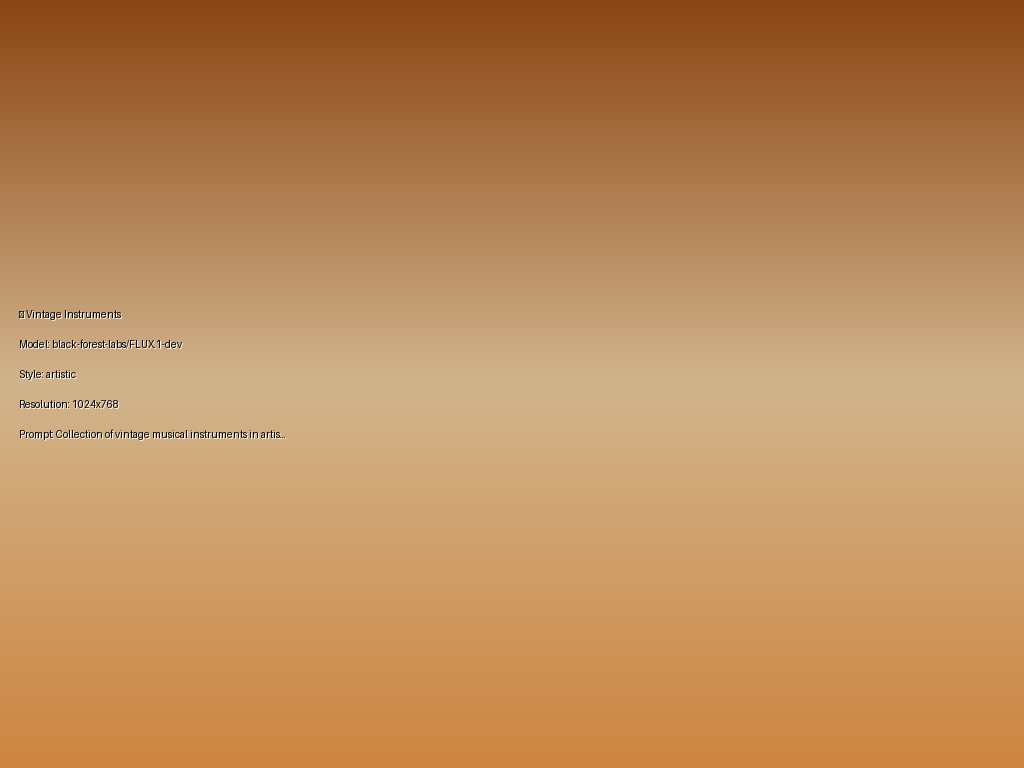 Vintage Instruments
Model: black-forest-labs/FLUX.1-dev
Style: artistic
Resolution: 1024x768
Prompt: Collection of vintage musical instruments in artis...